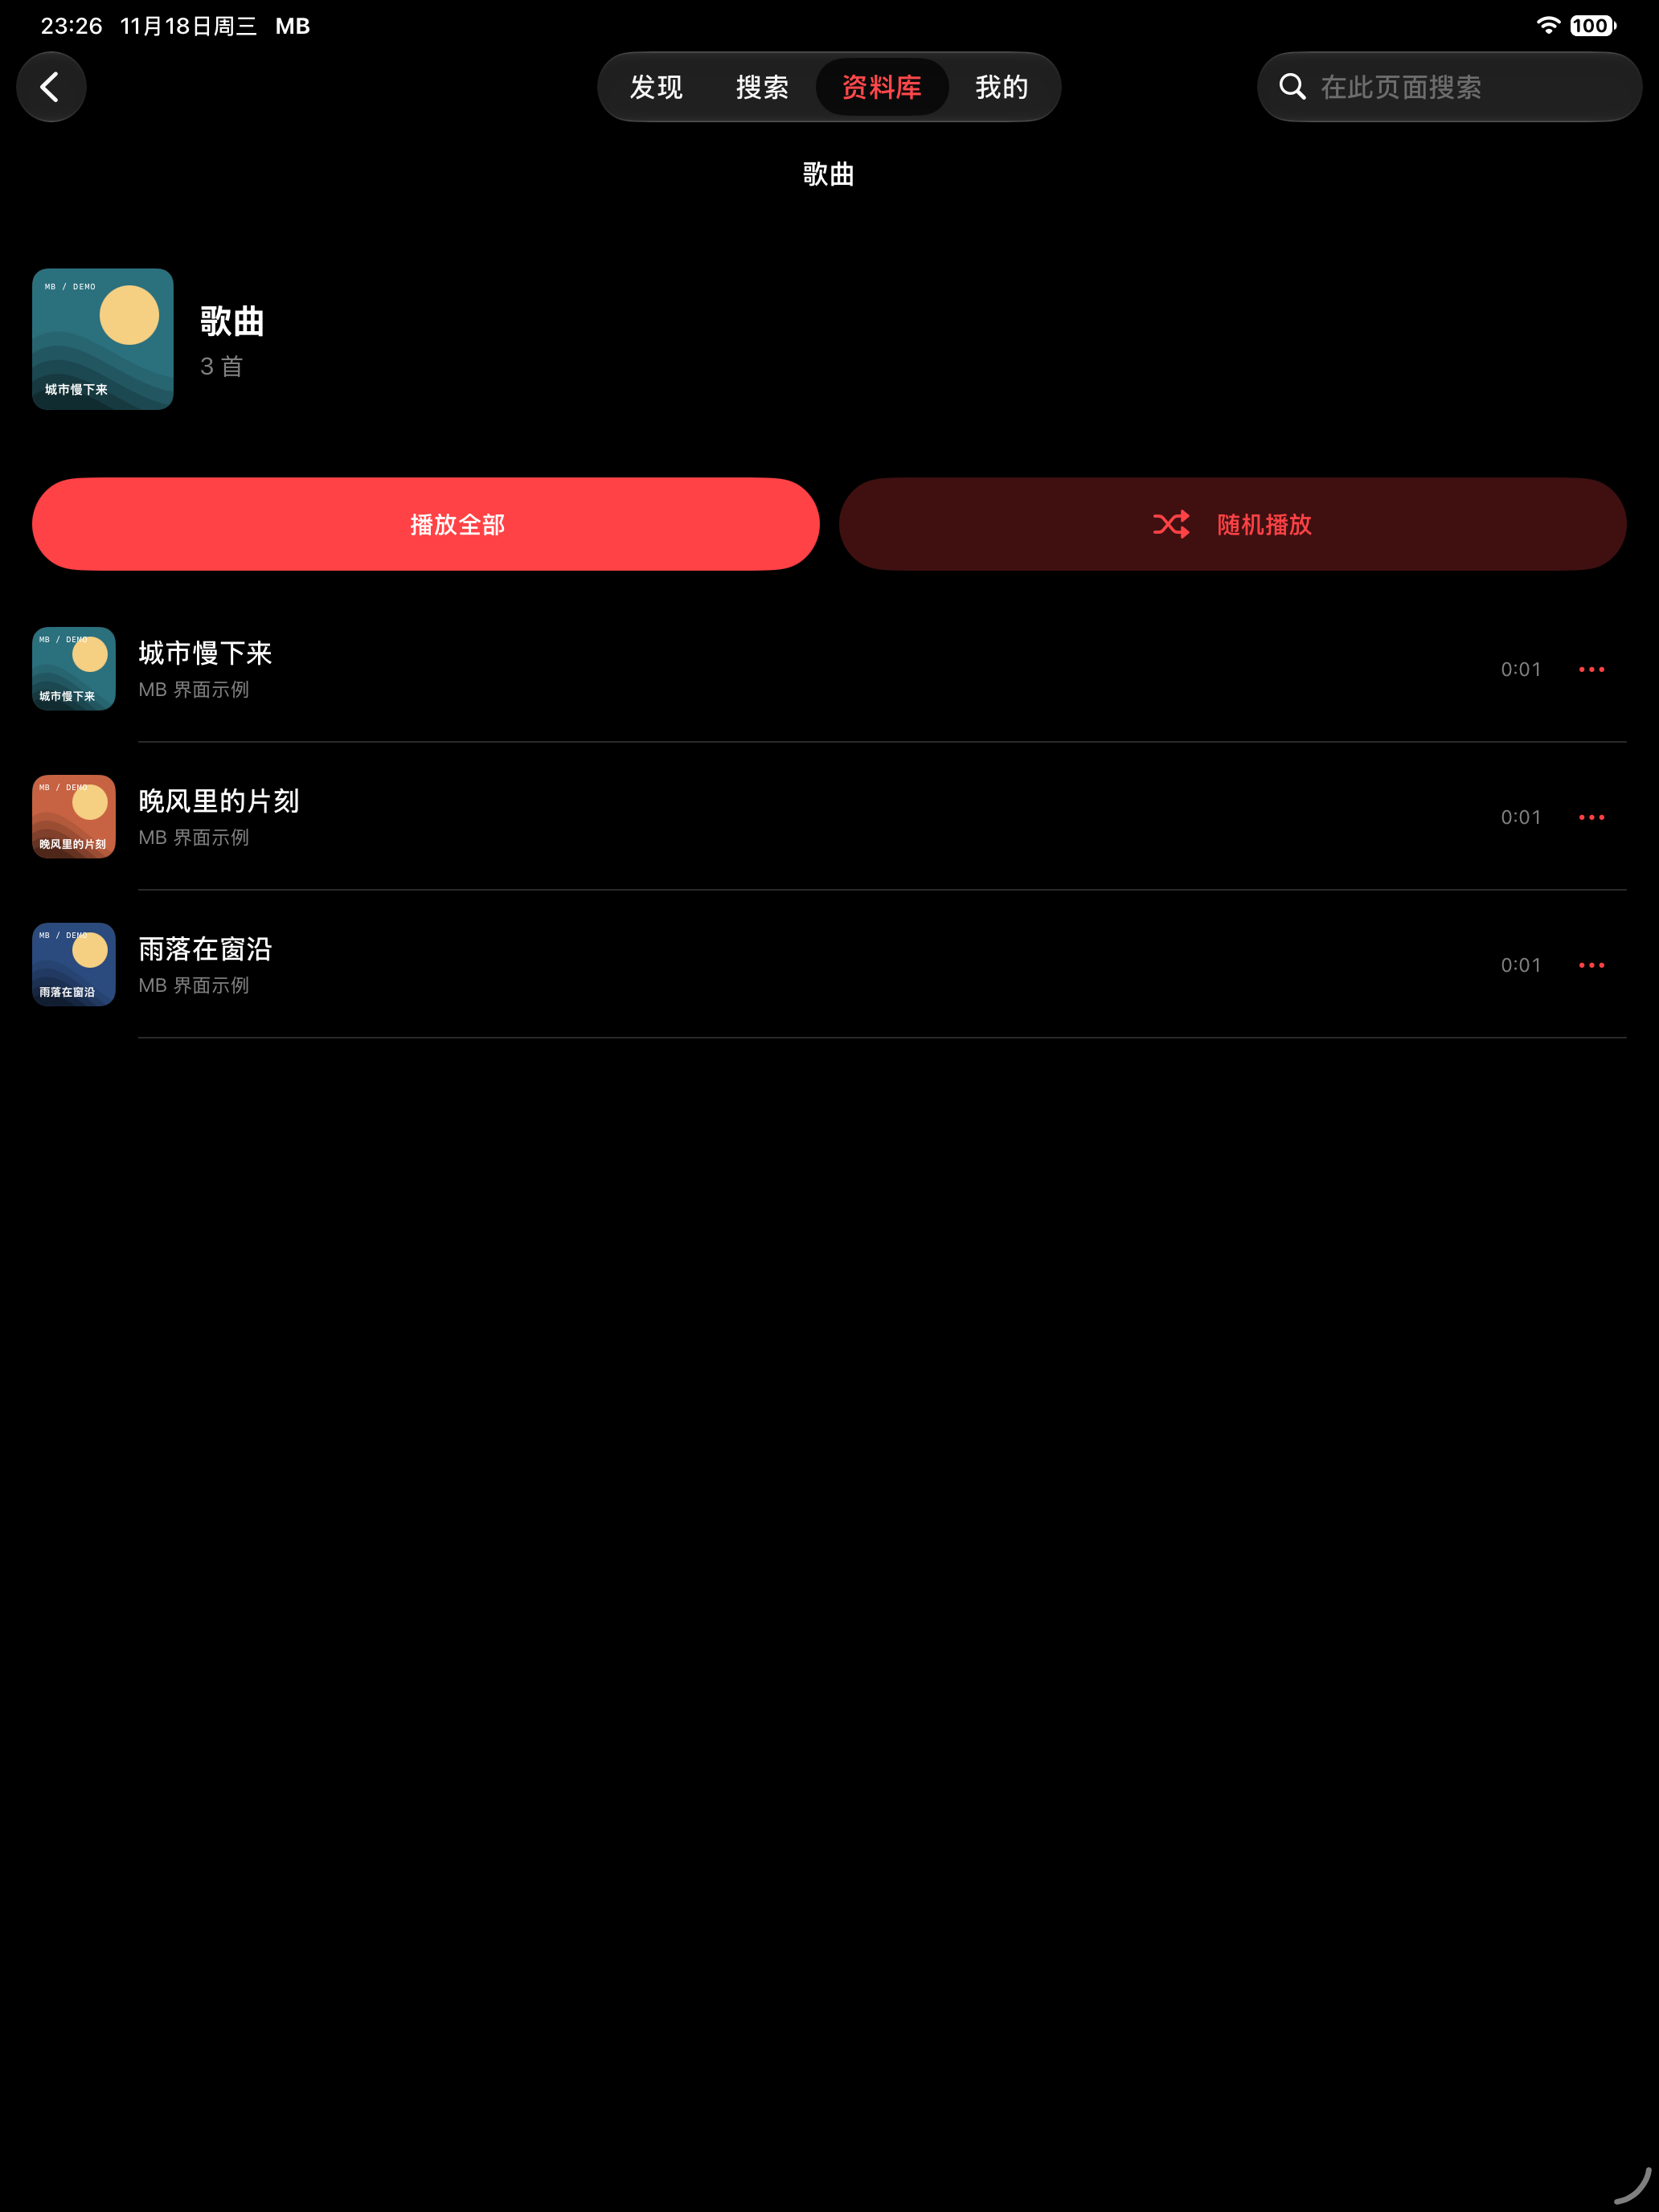 23:26 11月18日周三 MB
100
发现 搜索 资料库 我的
在此页面搜索
歌曲
MB / DEMO
城市慢下来
歌曲
3 首
播放全部
随机播放
MB / DEMO
城市慢下来
城市慢下来
MB 界面示例
0:01
MB / DEMO
晚风里的片刻
晚风里的片刻
MB 界面示例
0:01
MB / DEMO
雨落在窗沿
雨落在窗沿
MB 界面示例
0:01